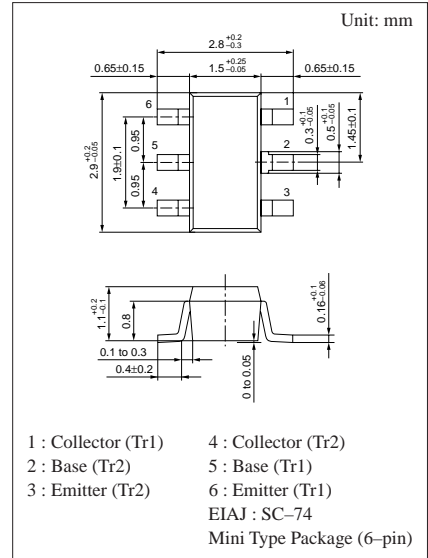 Unit: mm
2.8 +0.2 –0.3
0.65±0.15 1.5 +0.25 –0.05 0.65±0.15
6 1
5 2
4 3
2.9 +0.2 –0.05
1.9±0.1
0.95
0.95
0.3 +0.1 –0.05
0.5 +0.1 –0.05
1.45±0.1
1.1 +0.2 –0.1
0.8
0.16 +0.1 –0.06
0.1 to 0.3
0.4±0.2
0 to 0.05
1 : Collector (Tr1) 4 : Collector (Tr2)
2 : Base (Tr2) 5 : Base (Tr1)
3 : Emitter (Tr2) 6 : Emitter (Tr1)
EIAJ : SC–74
Mini Type Package (6–pin)